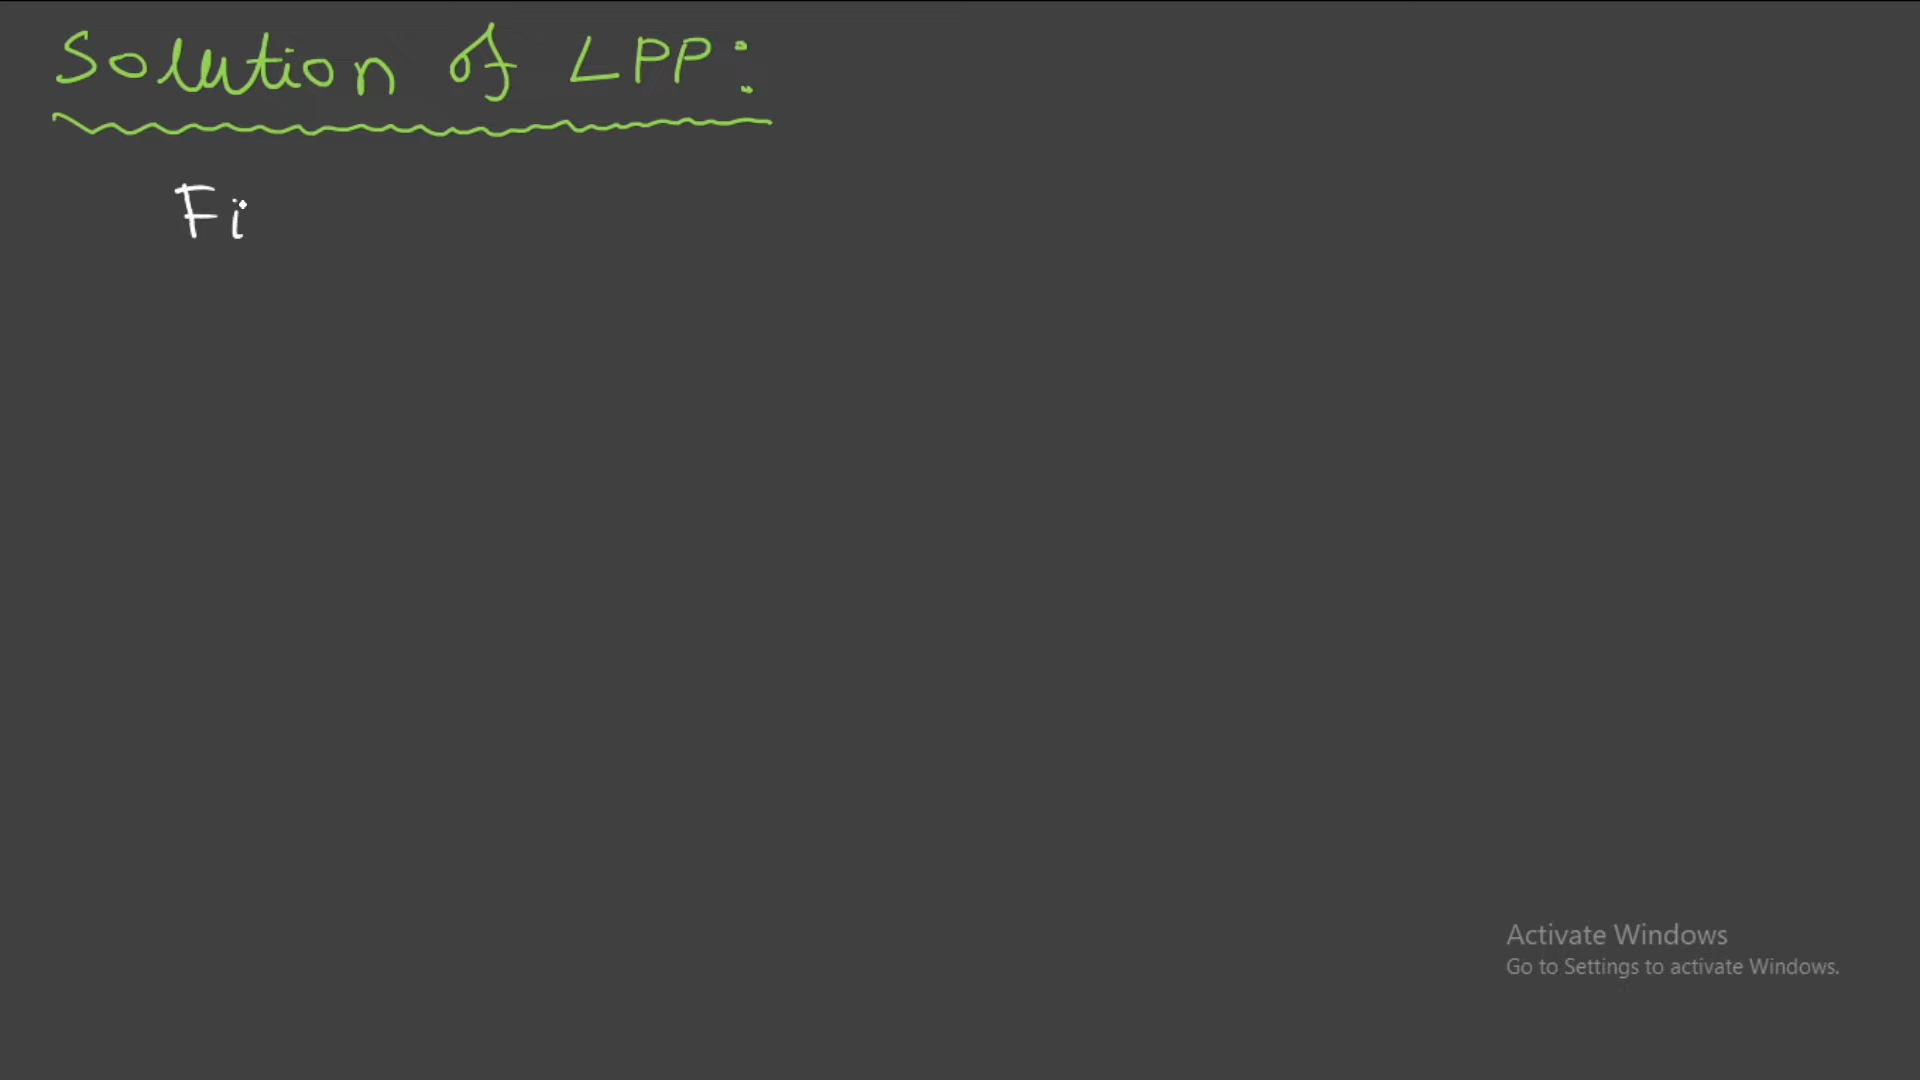 Solution of LPP:
Fi
Activate Windows
Go to Settings to activate Windows.